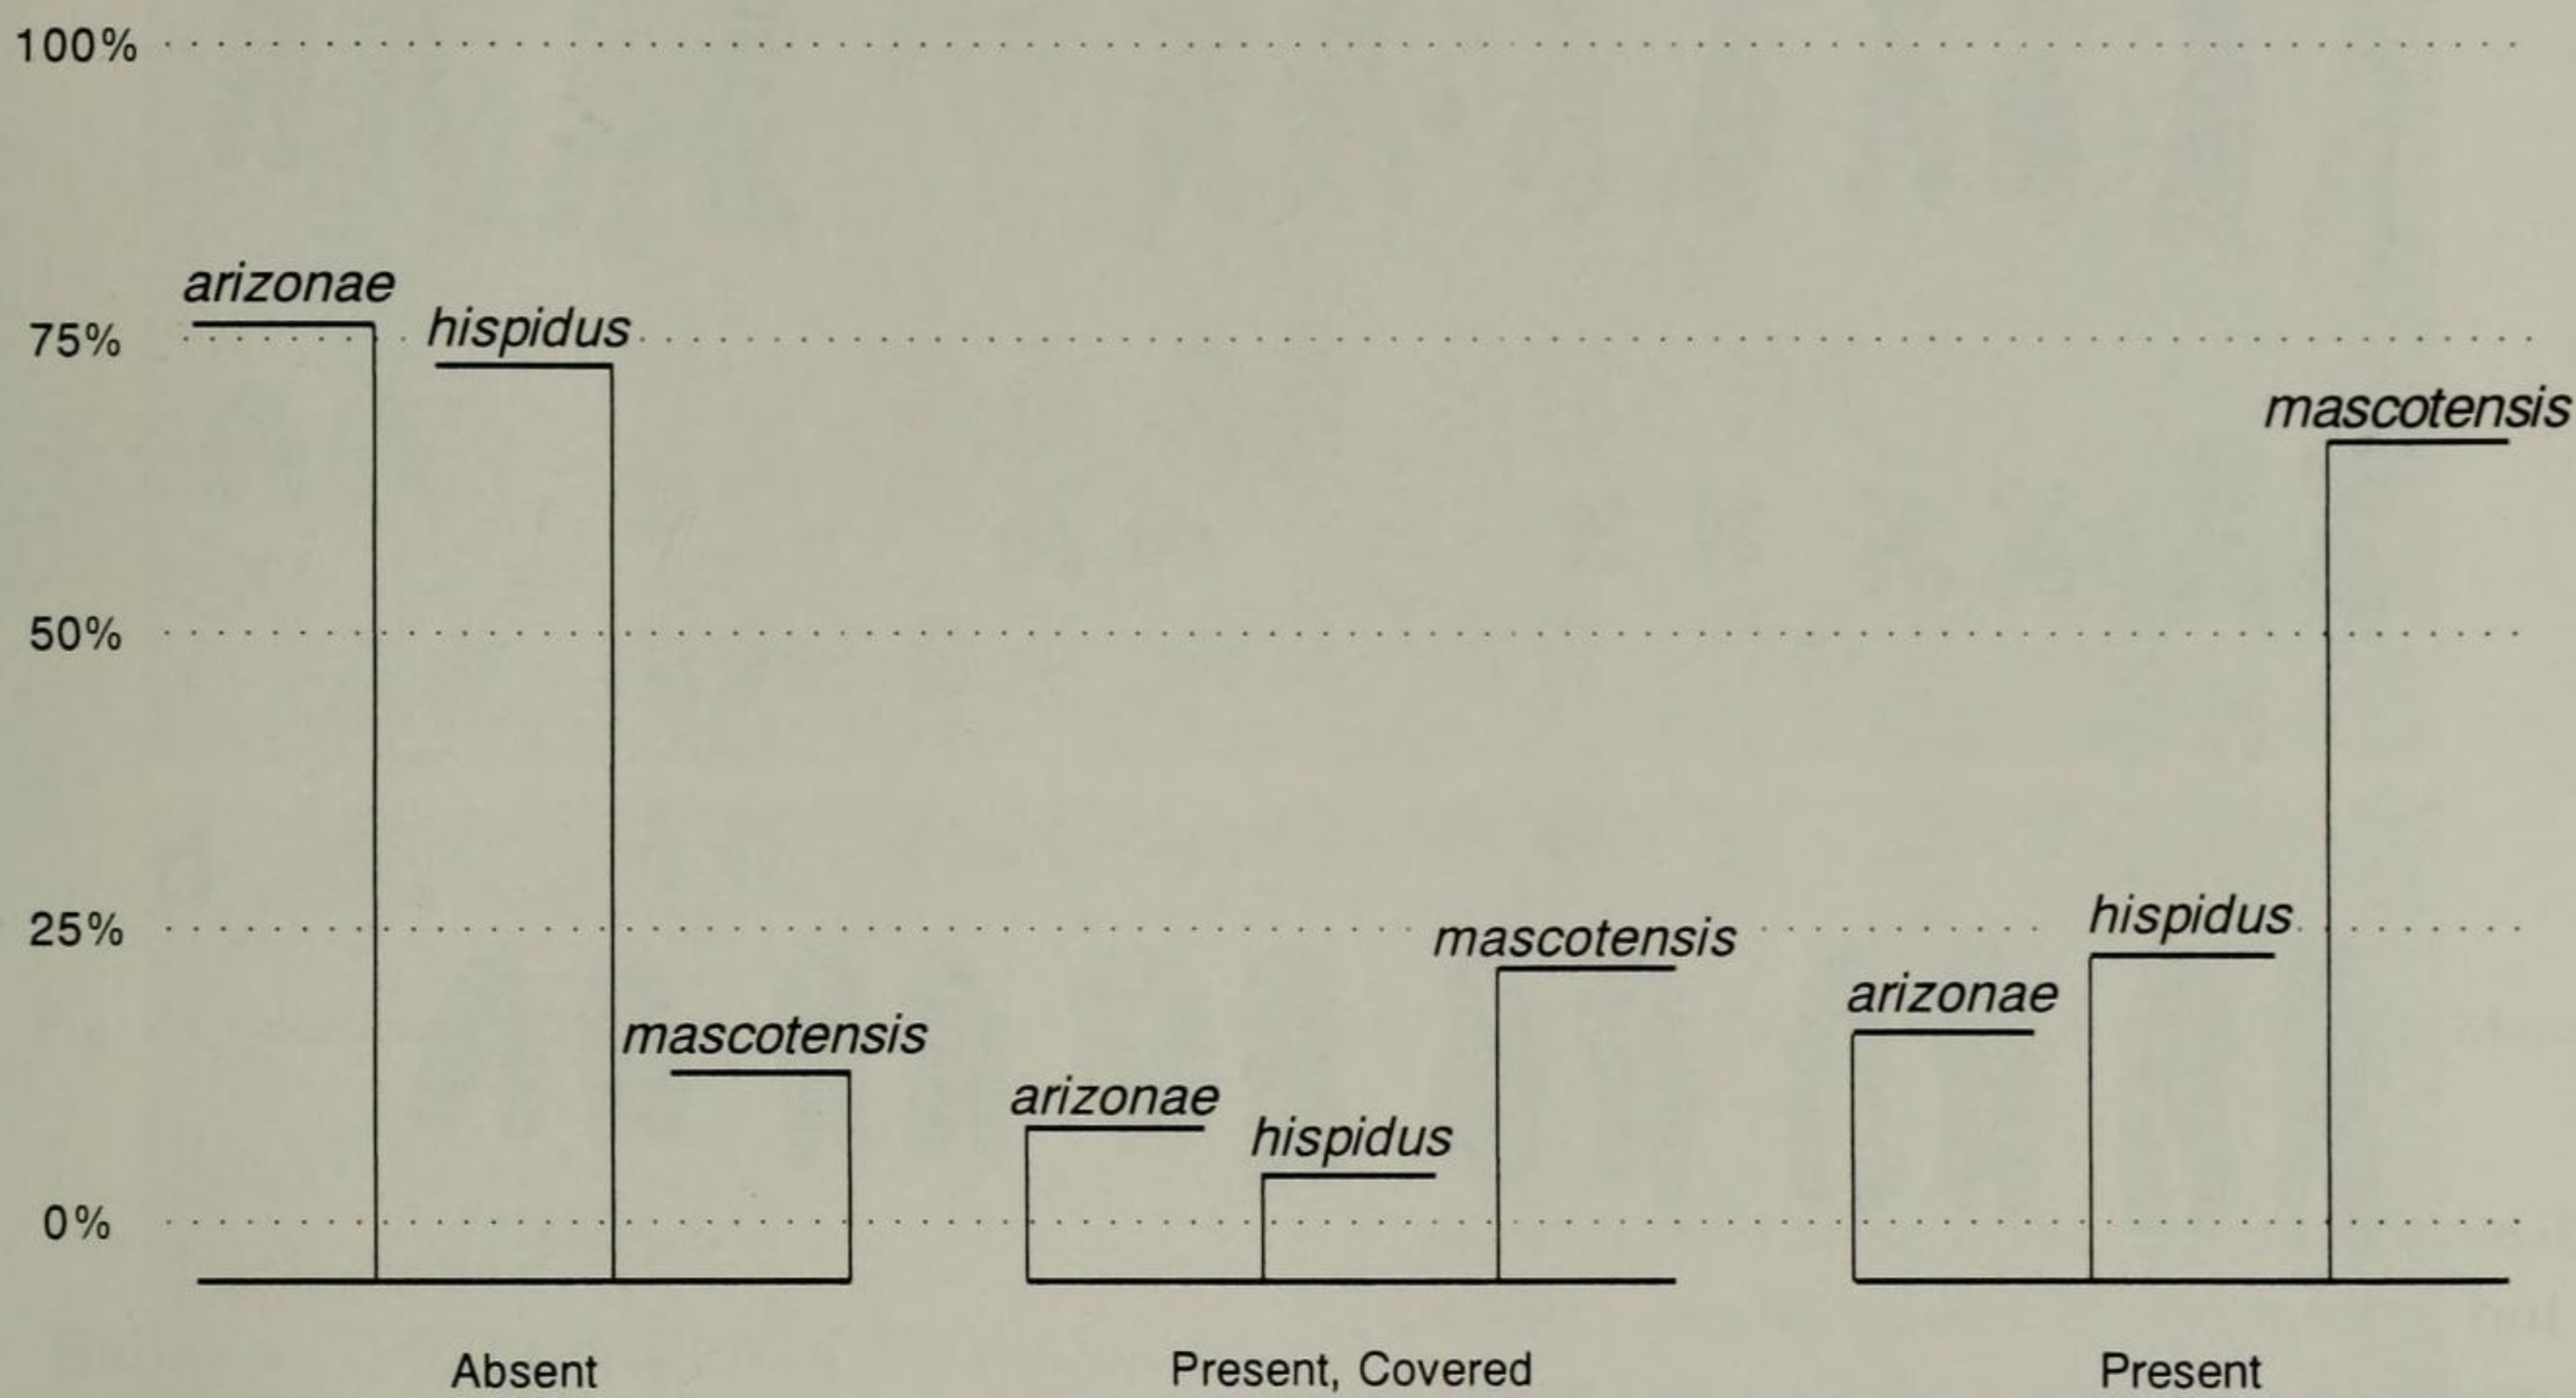 100%
arizonae
75%
hispidus
mascotensis
50%
25%
hispidus
mascotensis
arizonae
mascotensis
arizonae
hispidus
0%
Absent
Present, Covered
Present